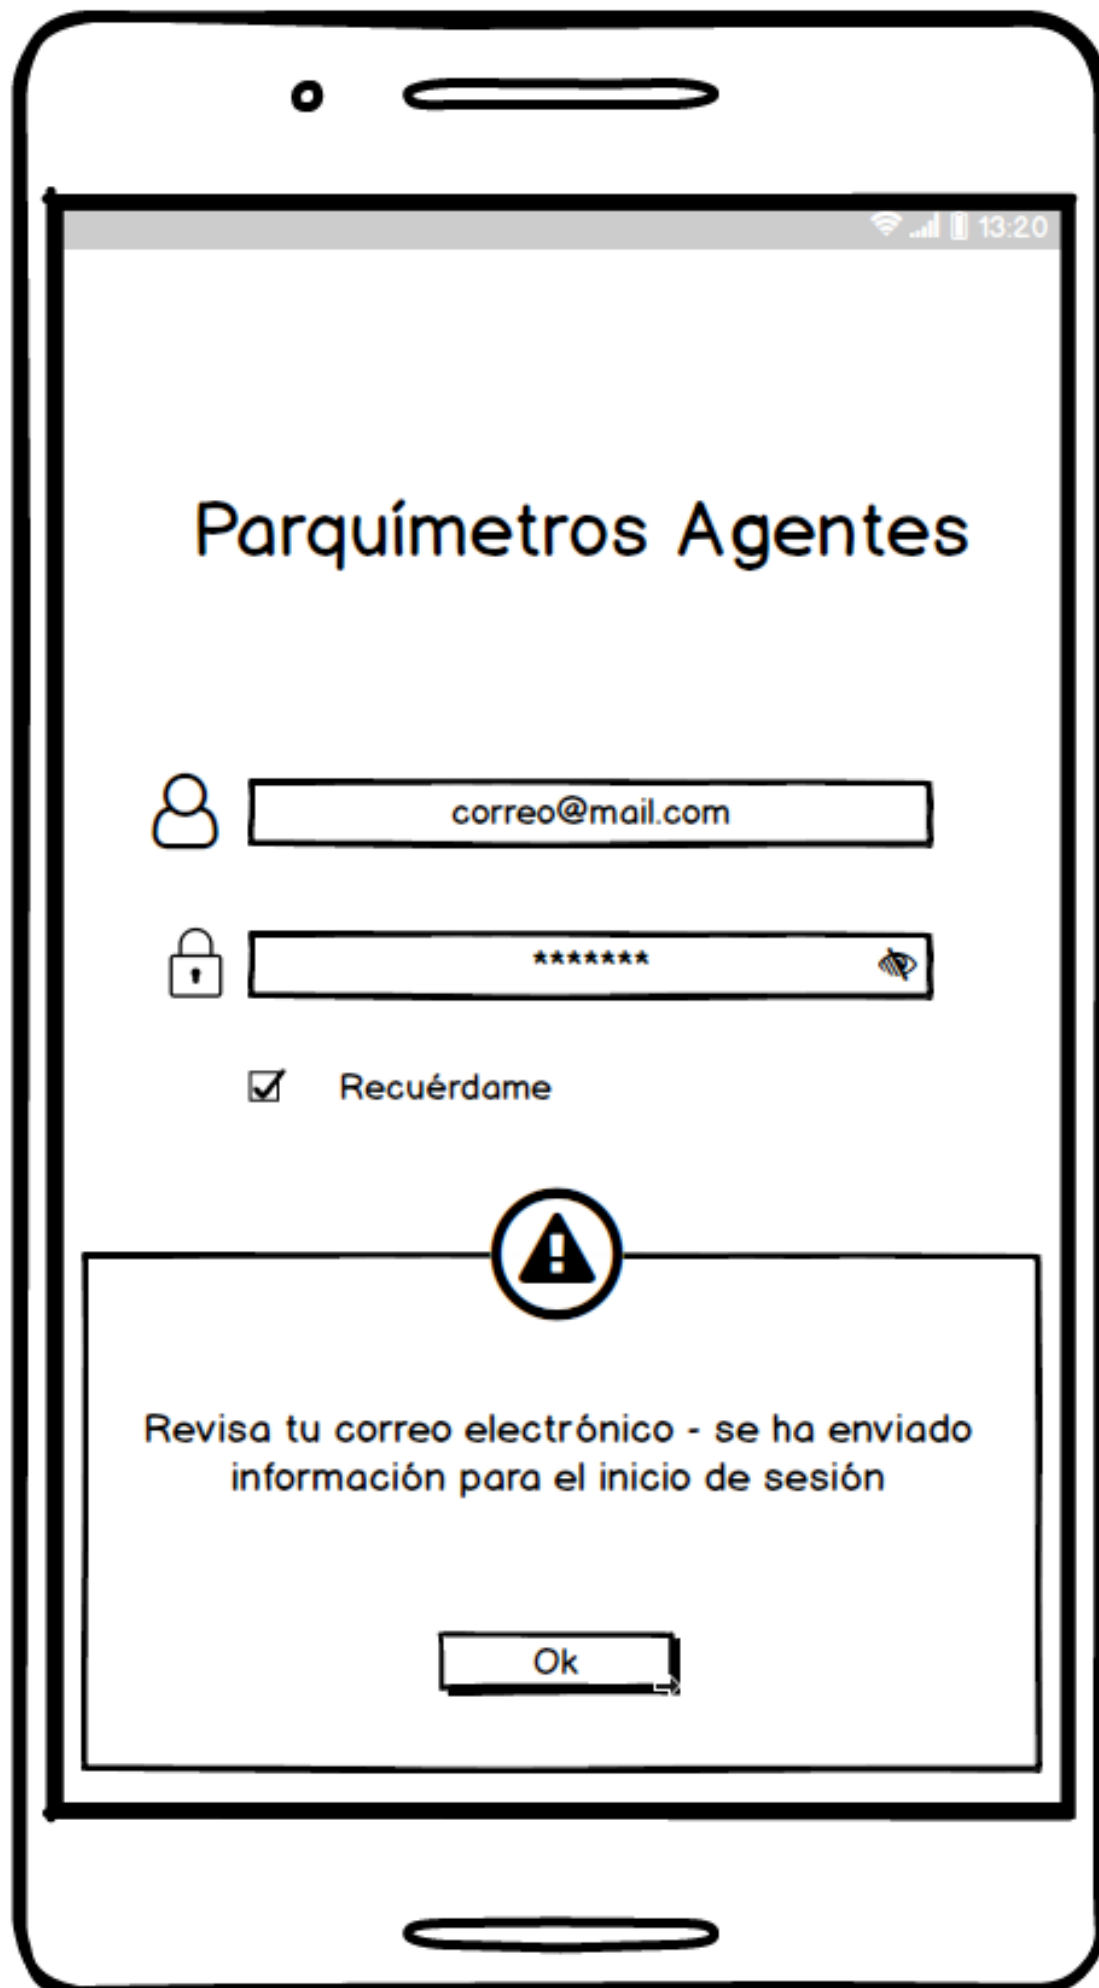 13:20
Parquímetros Agentes
correo@mail.com
*******
Recuérdame
Revisa tu correo electrónico - se ha enviado
información para el inicio de sesión
Ok